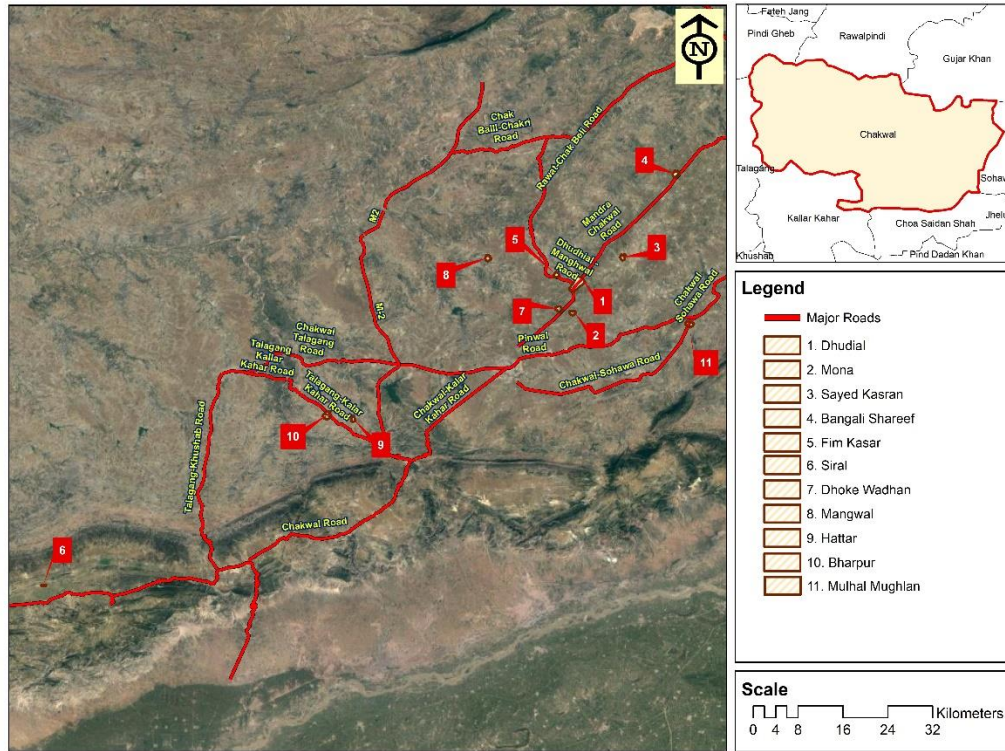 N
Chak
Balll-Chakri
Road
Rawat-Chak Beli Road
4
M2
Mandra
Chakwal
Road
5
3
8
Dhudhial
Manghwal
Raod
1
Chakwal
Sohawa Road
7
2
M-2
Pinwal
Road
Chakwal
Talagang
Road
Talagang
Kallar
Kahar Road
Chakwal-Sohawa Road
11
Talagang-Kalar
Kahar Road
Chakwal-Kalar
Kahar Road
10
9
Talagang-Khushab Road
Chakwal Road
6
Fateh Jang
Pindi Gheb
Rawalpindi
Gujar Khan
Chakwal
Talagang
Sohaw
Kallar Kahar
Choa Saidan Shah
Jhelu
Khushab
Pind Dadan Khan
Legend
Major Roads
1. Dhudial
2. Mona
3. Sayed Kasran
4. Bangali Shareef
5. Fim Kasar
6. Siral
7. Dhoke Wadhan
8. Mangwal
9. Hattar
10. Bharpur
11. Mulhal Mughlan
Scale
Kilometers
0 4 8 16 24 32